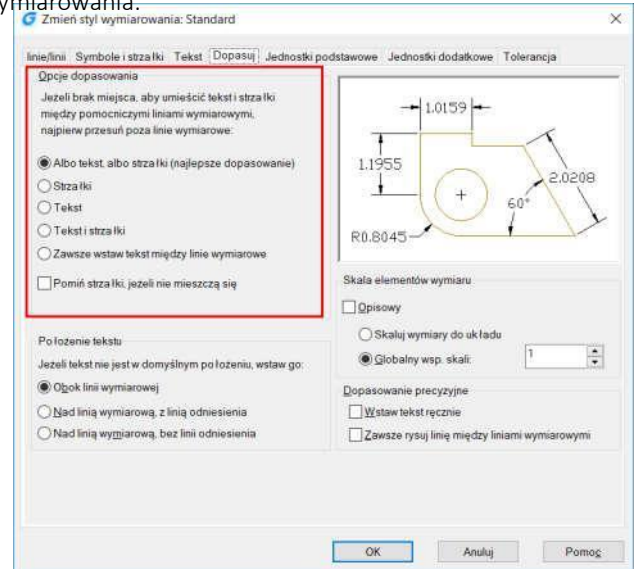 ymiarowania.
Zmień styl wymiarowania: Standard
linie/linii Symbole i strzałki Tekst Dopasuj Jednostki podstawowe Jednostki dodatkowe Tolerancja
Opcje dopasowania
Jeżeli brak miejsca, aby umieścić tekst i strzałki
między pomocniczymi liniami wymiarowymi,
najpierw przesuń poza linie wymiarowe:
Albo tekst, albo strzałki (najlepsze dopasowanie)
Strzałki
Tekst
Tekst i strzałki
Zawsze wstaw tekst między linie wymiarowe
Pomiń strzałki, jeżeli nie mieszczą się
Położenie tekstu
Jeżeli tekst nie jest w domyślnym położeniu, wstaw go:
Obok linii wymiarowej
Nad linią wymiarową, z linią odniesienia
Nad linią wymiarową, bez linii odniesienia
1.0159
1.1955
2.0208
60°
R0.8045
Skala elementów wymiaru
Opisowy
Skaluj wymiary do układu
Globalny wsp. skali:
1
Dopasowanie precyzyjne
Wstaw tekst ręcznie
Zawsze rysuj linię między liniami wymiarowymi
OK Anuluj Pomoc